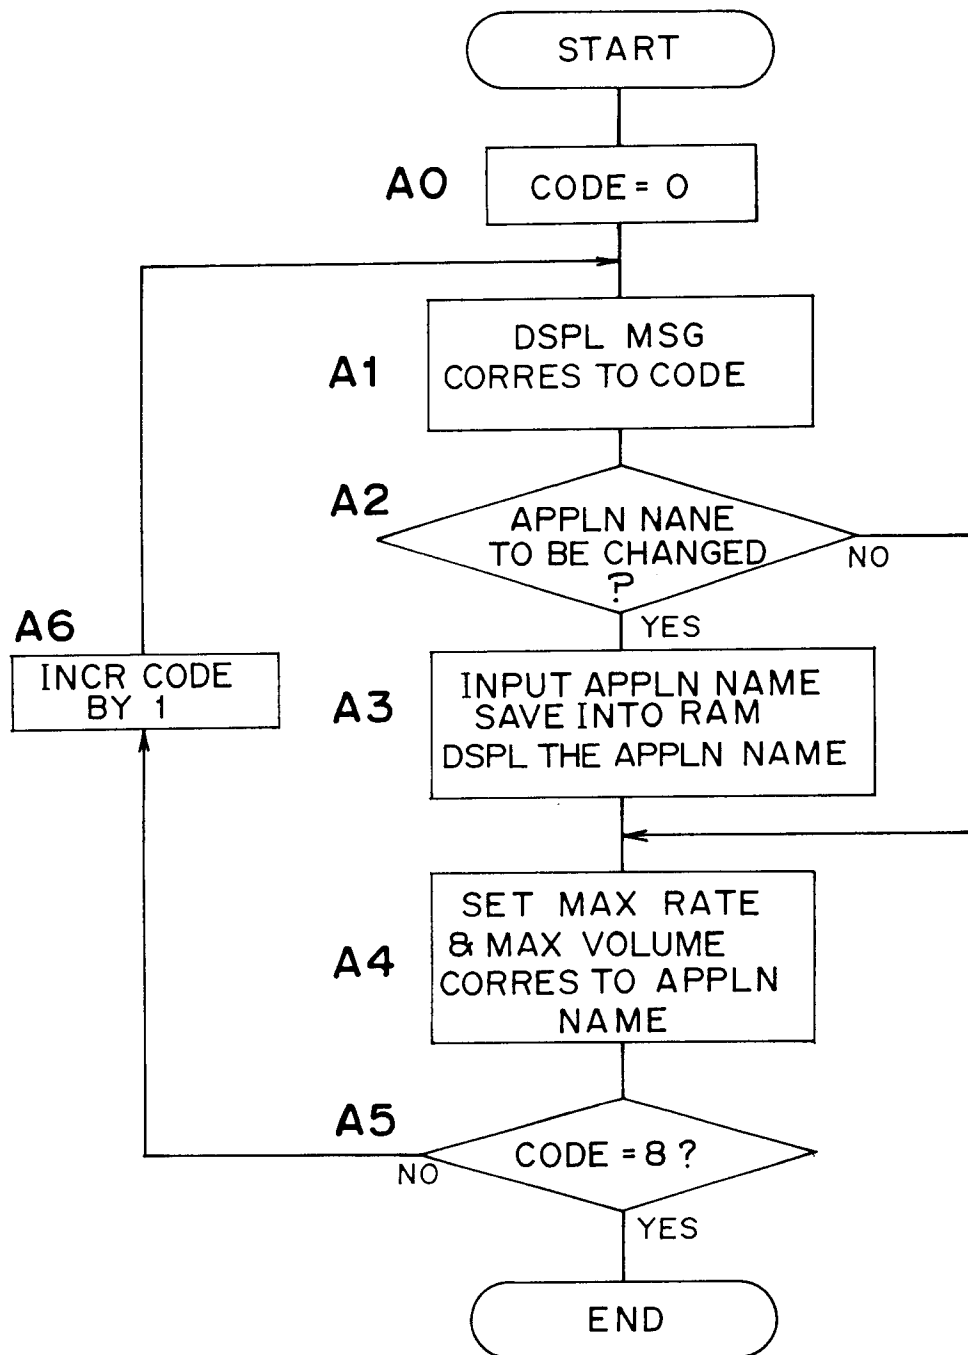 START
A0
CODE = 0
A1
DSPL MSG
CORRES TO CODE
A2
APPLN NANE
TO BE CHANGED
?
NO
YES
A6
INCR CODE
BY 1
A3
INPUT APPLN NAME
SAVE INTO RAM
DSPL THE APPLN NAME
A4
SET MAX RATE
& MAX VOLUME
CORRES TO APPLN
NAME
A5
CODE = 8 ?
NO
YES
END